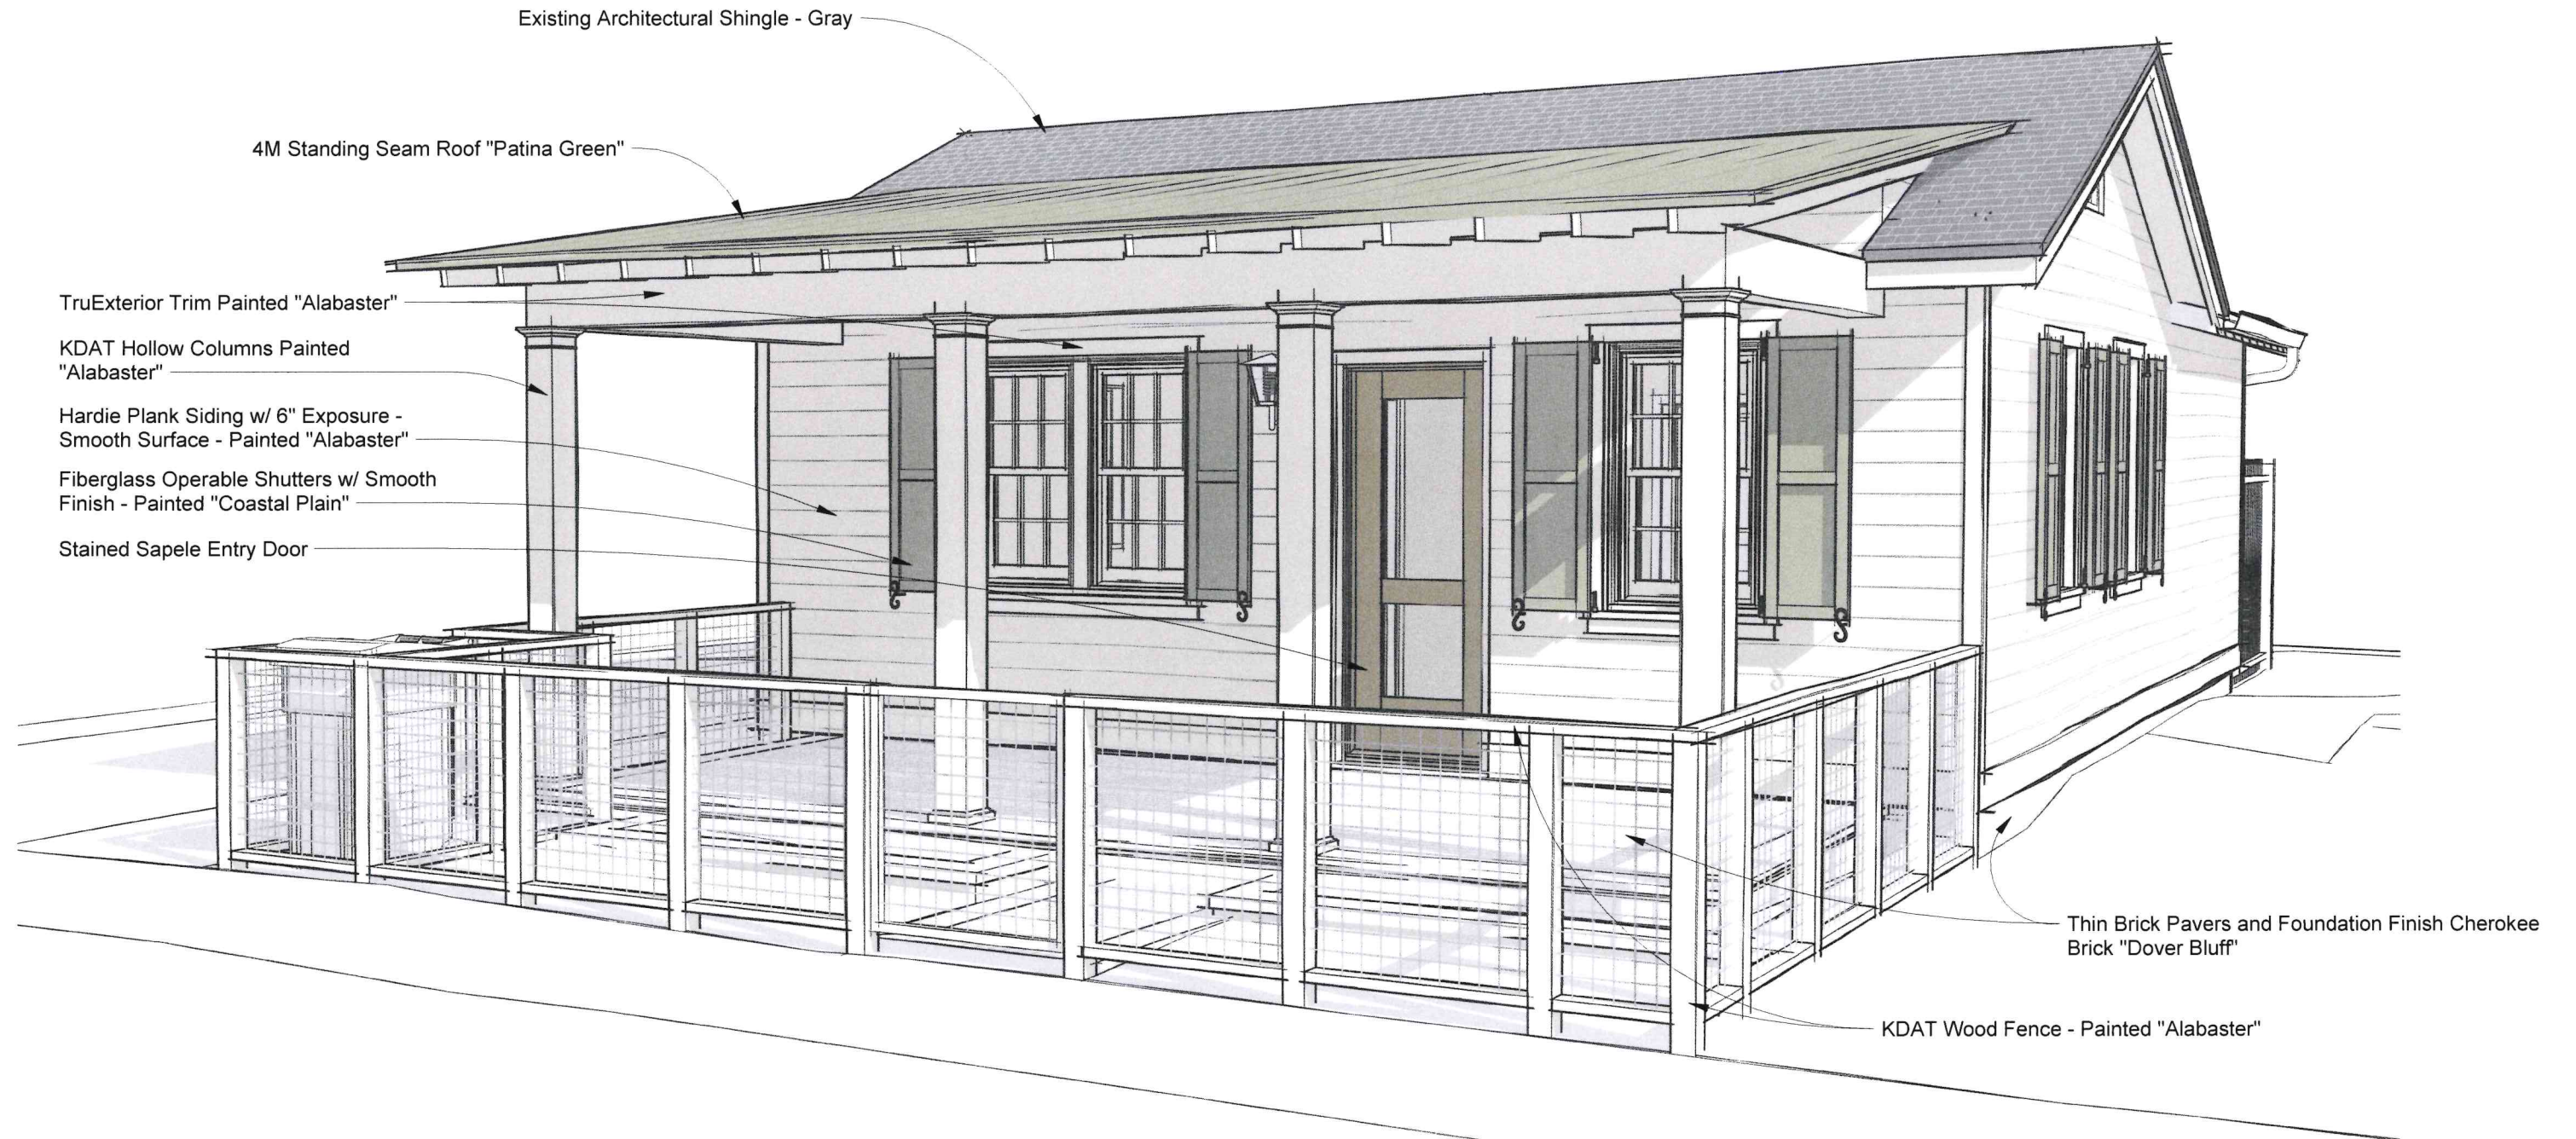 Existing Architectural Shingle - Gray
4M Standing Seam Roof "Patina Green"
TruExterior Trim Painted "Alabaster"
KDAT Hollow Columns Painted
"Alabaster"
Hardie Plank Siding w/ 6" Exposure -
Smooth Surface - Painted "Alabaster"
Fiberglass Operable Shutters w/ Smooth
Finish - Painted "Coastal Plain"
Stained Sapele Entry Door
Thin Brick Pavers and Foundation Finish Cherokee
Brick "Dover Bluff"
KDAT Wood Fence - Painted "Alabaster"